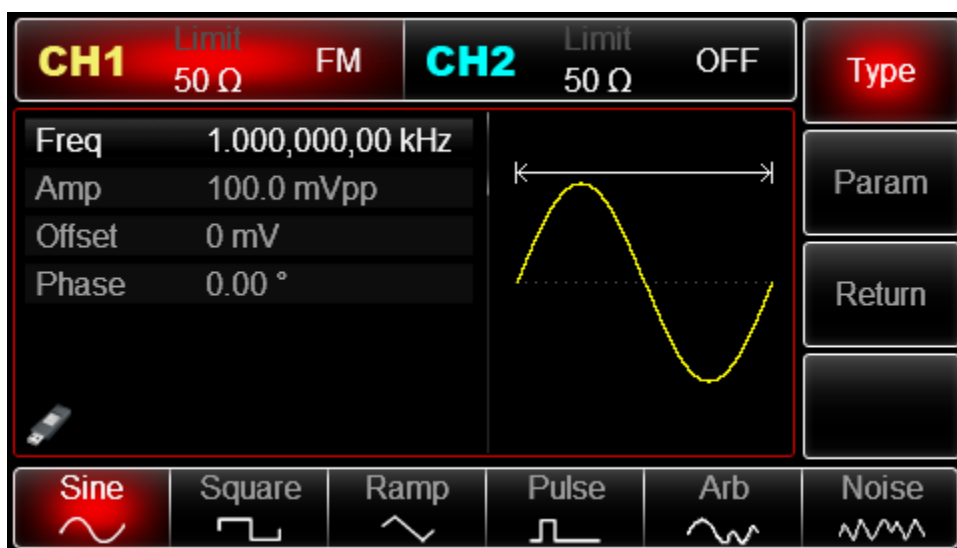 CH1 Limit 50 Ω FM CH2 Limit 50 Ω OFF Type
Freq 1.000,000,00 kHz
Amp 100.0 mVpp
Param
Offset 0 mV
Phase 0.00 °
Return
Sine Square Ramp Pulse Arb Noise